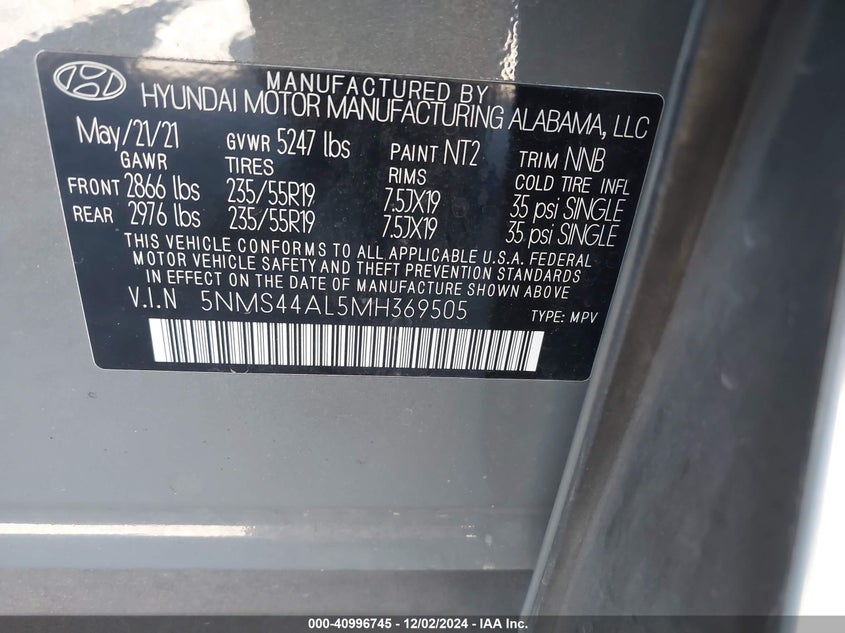 MANUFACTURED BY
HYUNDAI MOTOR MANUFACTURING ALABAMA, LLC
May/21/21 GVWR 5247 lbs PAINT NT2 TRIM NNB
GAWR TIRES RIMS COLD TIRE INFL
FRONT 2866 lbs 235/55R19 7.5JX19 35 psi SINGLE
REAR 2976 lbs 235/55R19 7.5JX19 35 psi SINGLE
THIS VEHICLE CONFORMS TO ALL APPLICABLE U.S.A. FEDERAL
MOTOR VEHICLE SAFETY AND THEFT PREVENTION STANDARDS
IN EFFECT ON THE DATE OF MANUFACTURE SHOWN ABOVE.
V.I.N 5NMS44AL5MH369505 TYPE: MPV
000-40996745 - 12/02/2024 - IAA Inc.